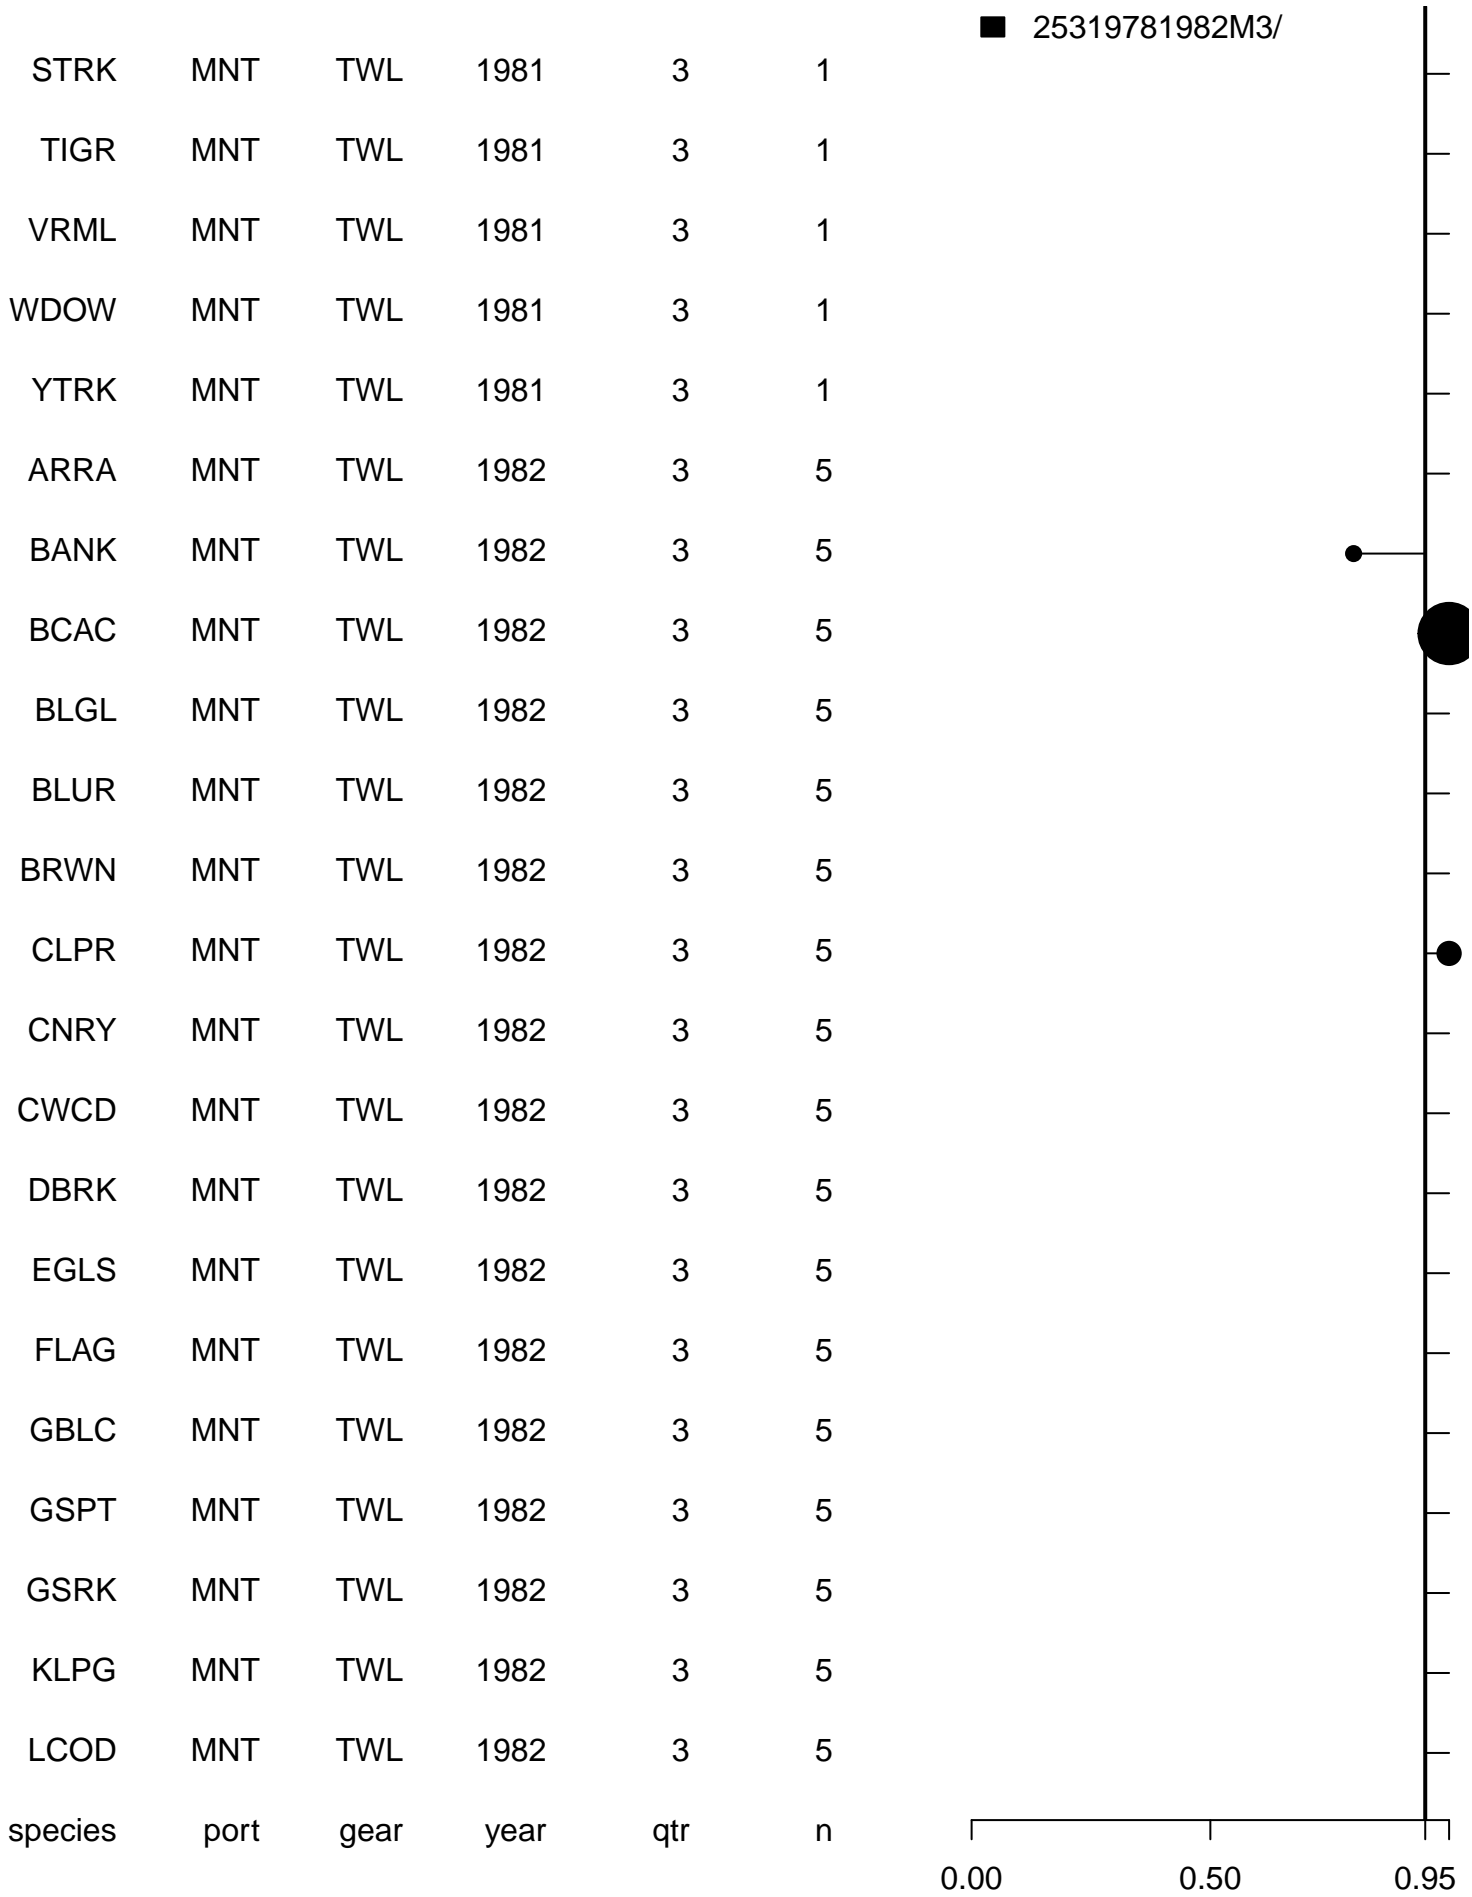 25319781982M3/
STRK MNT TWL 1981 3 1
TIGR MNT TWL 1981 3 1
VRML MNT TWL 1981 3 1
WDOW MNT TWL 1981 3 1
YTRK MNT TWL 1981 3 1
ARRA MNT TWL 1982 3 5
BANK MNT TWL 1982 3 5
BCAC MNT TWL 1982 3 5
BLGL MNT TWL 1982 3 5
BLUR MNT TWL 1982 3 5
BRWN MNT TWL 1982 3 5
CLPR MNT TWL 1982 3 5
CNRY MNT TWL 1982 3 5
CWCD MNT TWL 1982 3 5
DBRK MNT TWL 1982 3 5
EGLS MNT TWL 1982 3 5
FLAG MNT TWL 1982 3 5
GBLC MNT TWL 1982 3 5
GSPT MNT TWL 1982 3 5
GSRK MNT TWL 1982 3 5
KLPG MNT TWL 1982 3 5
LCOD MNT TWL 1982 3 5
species port gear year qtr n
0.00 0.50 0.95